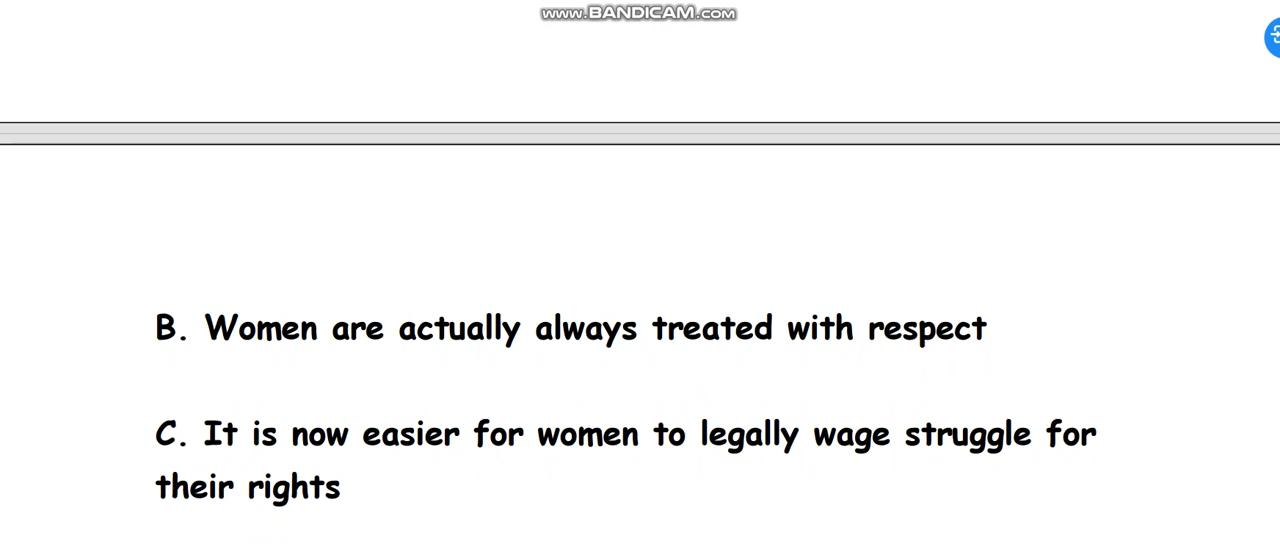 www.BANDICAM.com
B. Women are actually always treated with respect
C. It is now easier for women to legally wage struggle for
their rights